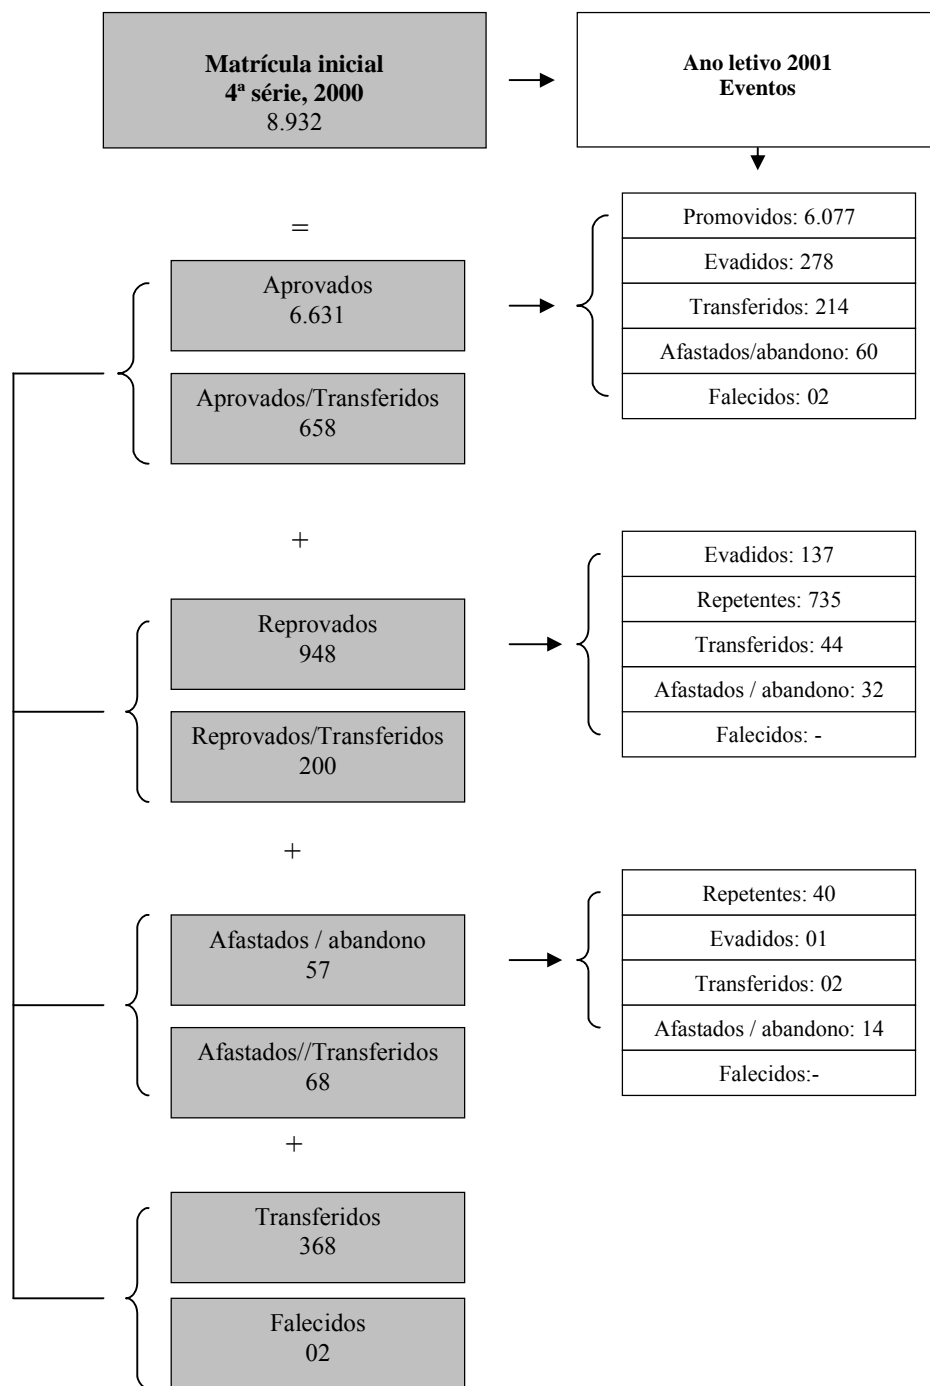 Matrícula inicial
4ª série, 2000
8.932
Ano letivo 2001
Eventos
=
Aprovados
6.631
Aprovados/Transferidos
658
Promovidos: 6.077
Evadidos: 278
Transferidos: 214
Afastados/abandono: 60
Falecidos: 02
+
Reprovados
948
Reprovados/Transferidos
200
Evadidos: 137
Repetentes: 735
Transferidos: 44
Afastados / abandono: 32
Falecidos: -
+
Afastados / abandono
57
Afastados//Transferidos
68
Repetentes: 40
Evadidos: 01
Transferidos: 02
Afastados / abandono: 14
Falecidos:-
+
Transferidos
368
Falecidos
02